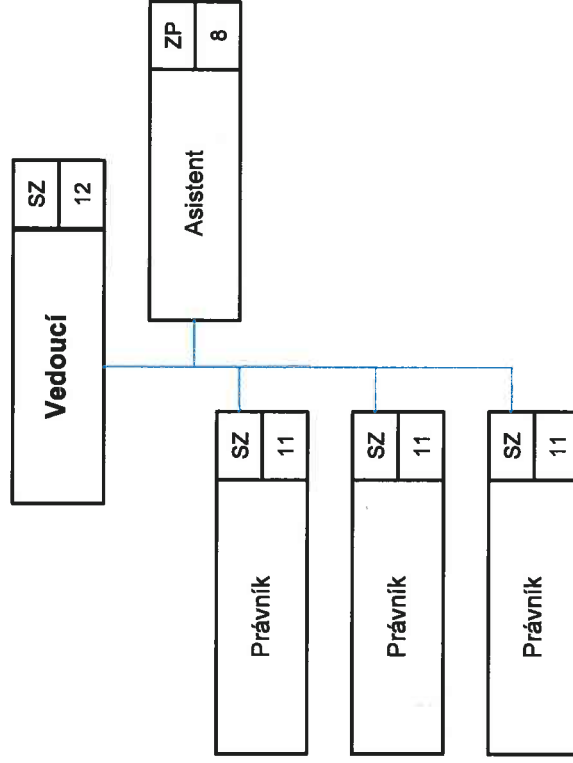 Vedoucí
SZ
12
Asistent
ZP
8
Právník
SZ
11
Právník
SZ
11
Právník
SZ
11